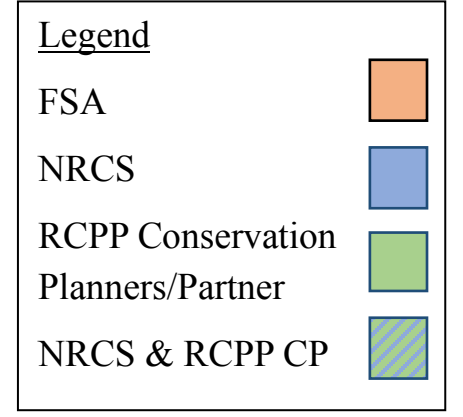 Legend
FSA
NRCS
RCPP Conservation
Planners/Partner
NRCS & RCPP CP